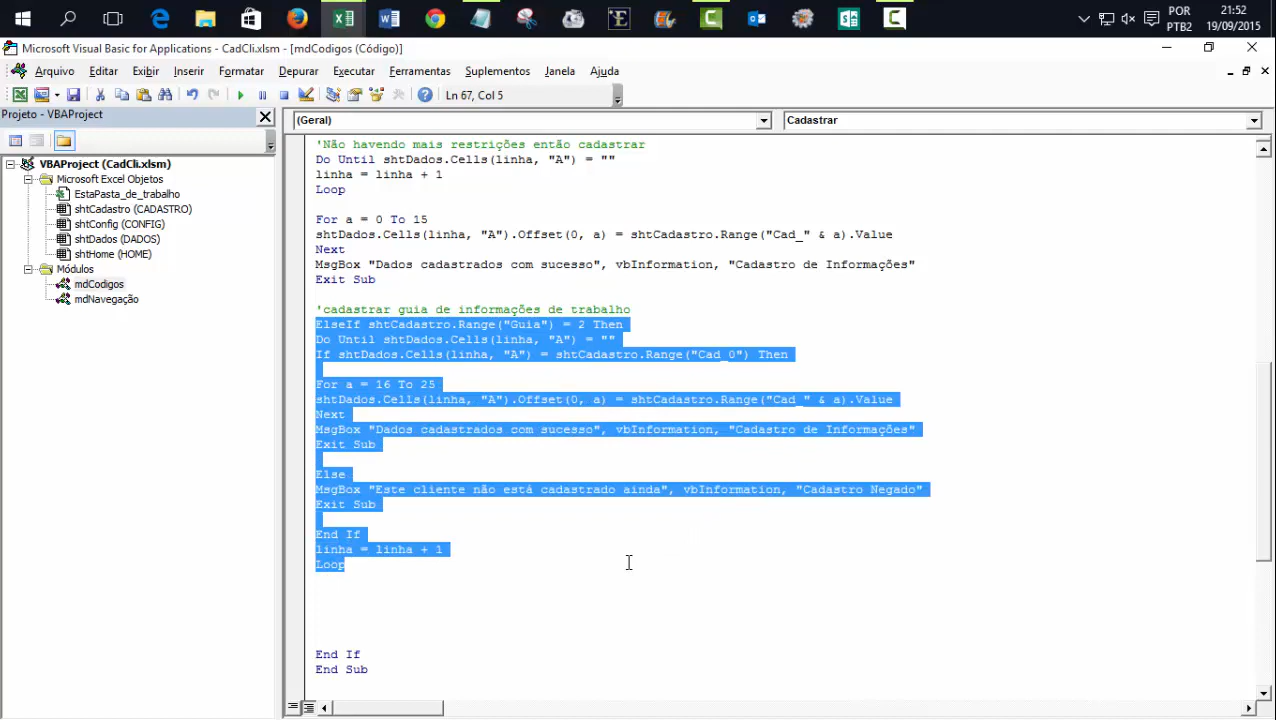 POR
PTB2
21:52
19/09/2015
Microsoft Visual Basic for Applications - CadCli.xlsm - [mdCodigos (Código)]
Arquivo Editar Exibir Inserir Formatar Depurar Executar Ferramentas Suplementos Janela Ajuda
Ln 67, Col 5
Projeto - VBAProject
(Geral)
Cadastrar
VBAProject (CadCli.xlsm)
Microsoft Excel Objetos
EstaPasta_de_trabalho
shtCadastro (CADASTRO)
shtConfig (CONFIG)
shtDados (DADOS)
shtHome (HOME)
Módulos
mdCodigos
mdNavegação
'Não havendo mais restrições então cadastrar
Do Until shtDados.Cells(linha, "A") = ""
linha = linha + 1
Loop
For a = 0 To 15
shtDados.Cells(linha, "A").Offset(0, a) = shtCadastro.Range("Cad_" & a).Value
Next
MsgBox "Dados cadastrados com sucesso", vbInformation, "Cadastro de Informações"
Exit Sub
'cadastrar guia de informações de trabalho
ElseIf shtCadastro.Range("Guia") = 2 Then
Do Until shtDados.Cells(linha, "A") = ""
If shtDados.Cells(linha, "A") = shtCadastro.Range("Cad_0") Then
For a = 16 To 25
shtDados.Cells(linha, "A").Offset(0, a) = shtCadastro.Range("Cad_" & a).Value
Next
MsgBox "Dados cadastrados com sucesso", vbInformation, "Cadastro de Informações"
Exit Sub
Else
MsgBox "Este cliente não está cadastrado ainda", vbInformation, "Cadastro Negado"
Exit Sub
End If
linha = linha + 1
Loop
End If
End Sub